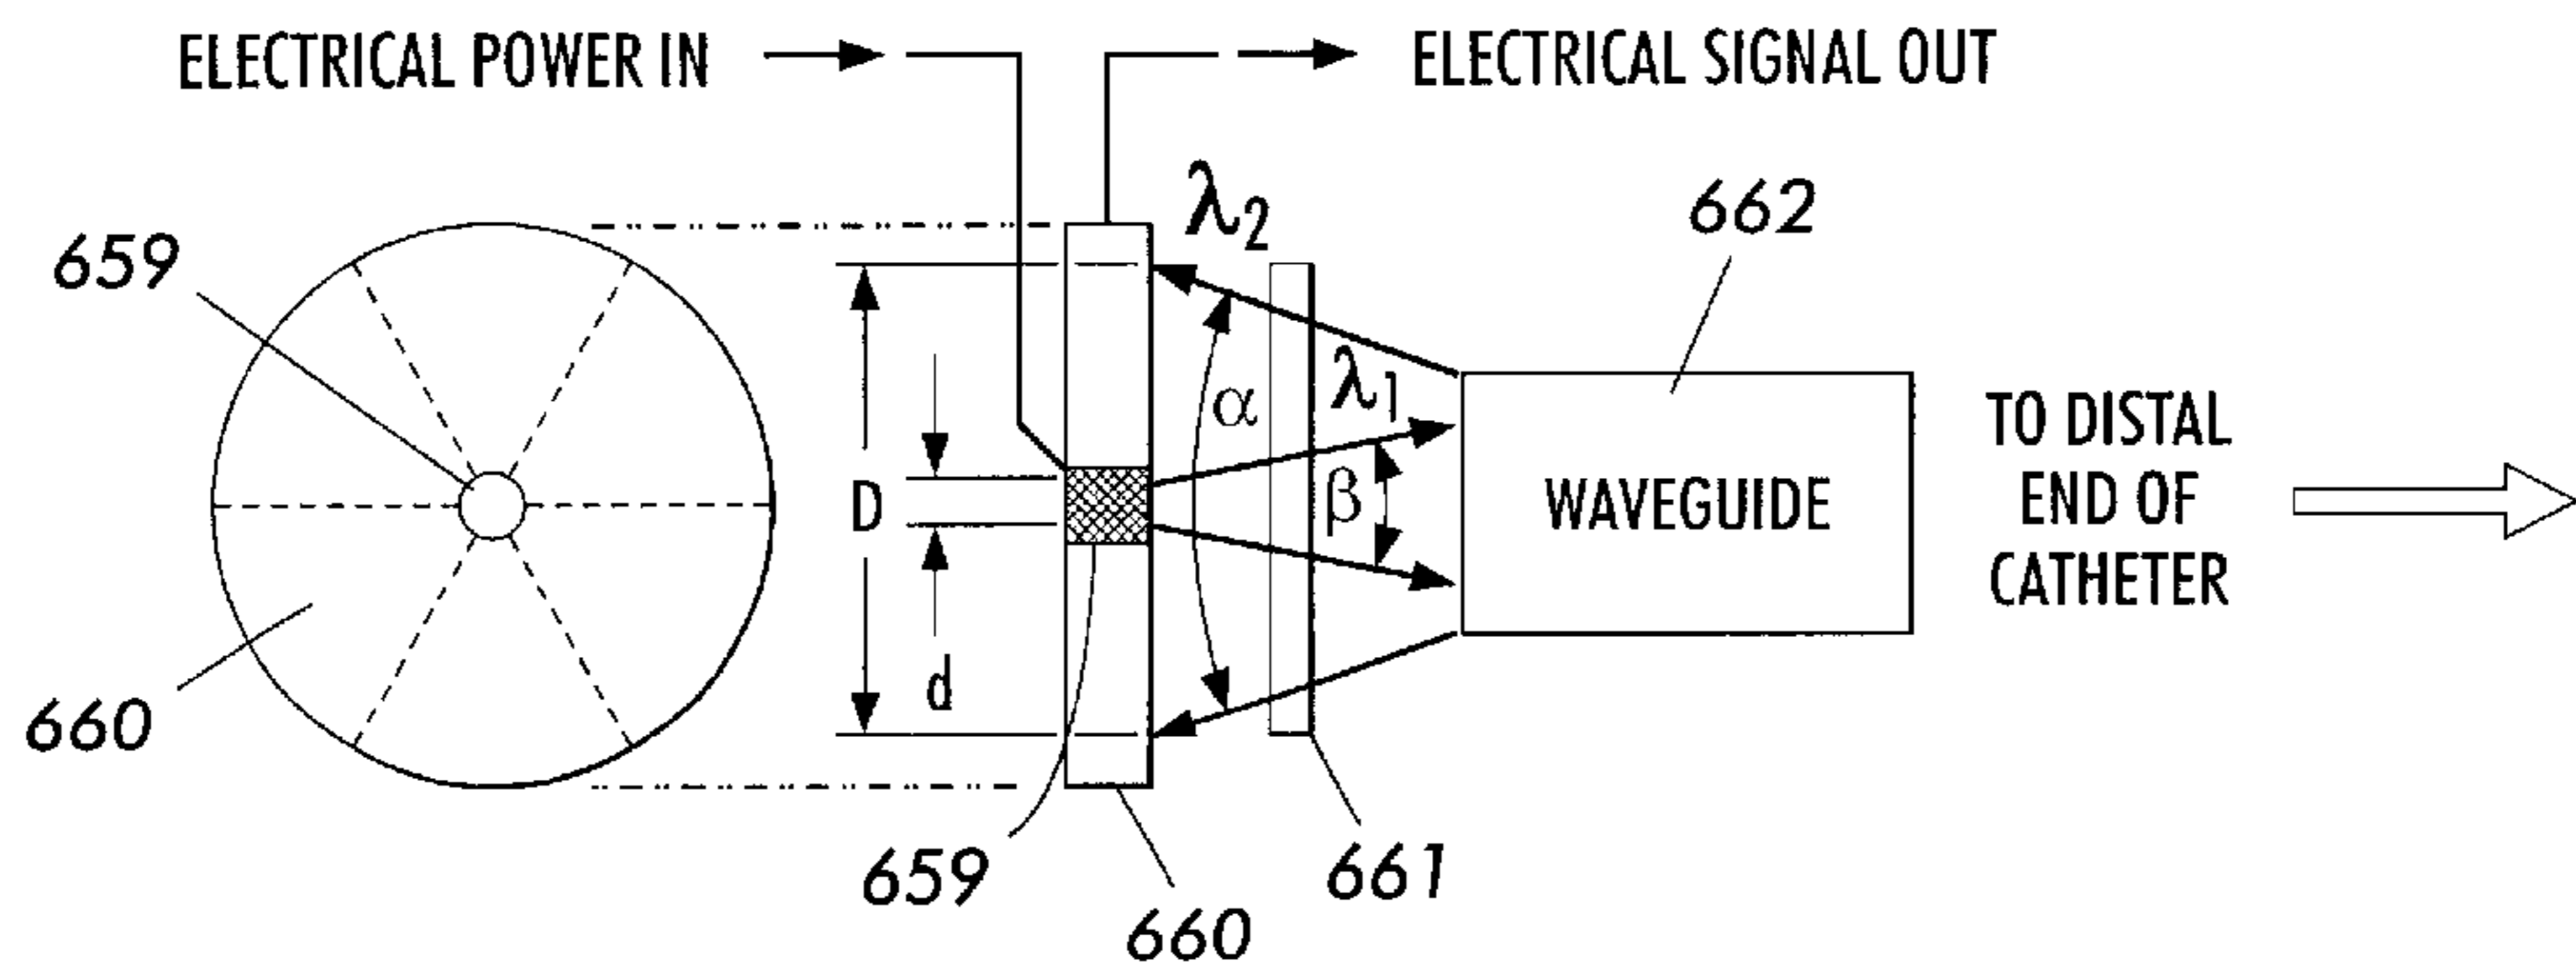 ELECTRICAL POWER IN
ELECTRICAL SIGNAL OUT
λ2
662
659
λ1
α
TO DISTAL
END OF
CATHETER
D
β
WAVEGUIDE
d
660
659
661
660